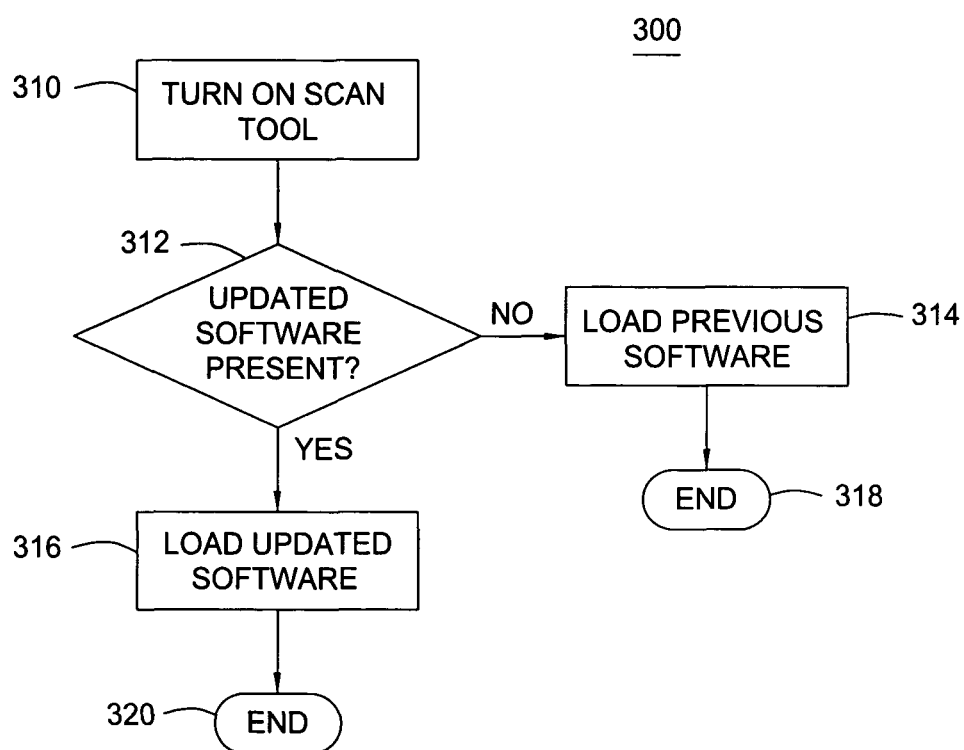 300
310
TURN ON SCAN
TOOL
312
UPDATED
SOFTWARE
PRESENT?
NO
LOAD PREVIOUS
SOFTWARE
314
YES
END
318
316
LOAD UPDATED
SOFTWARE
320
END